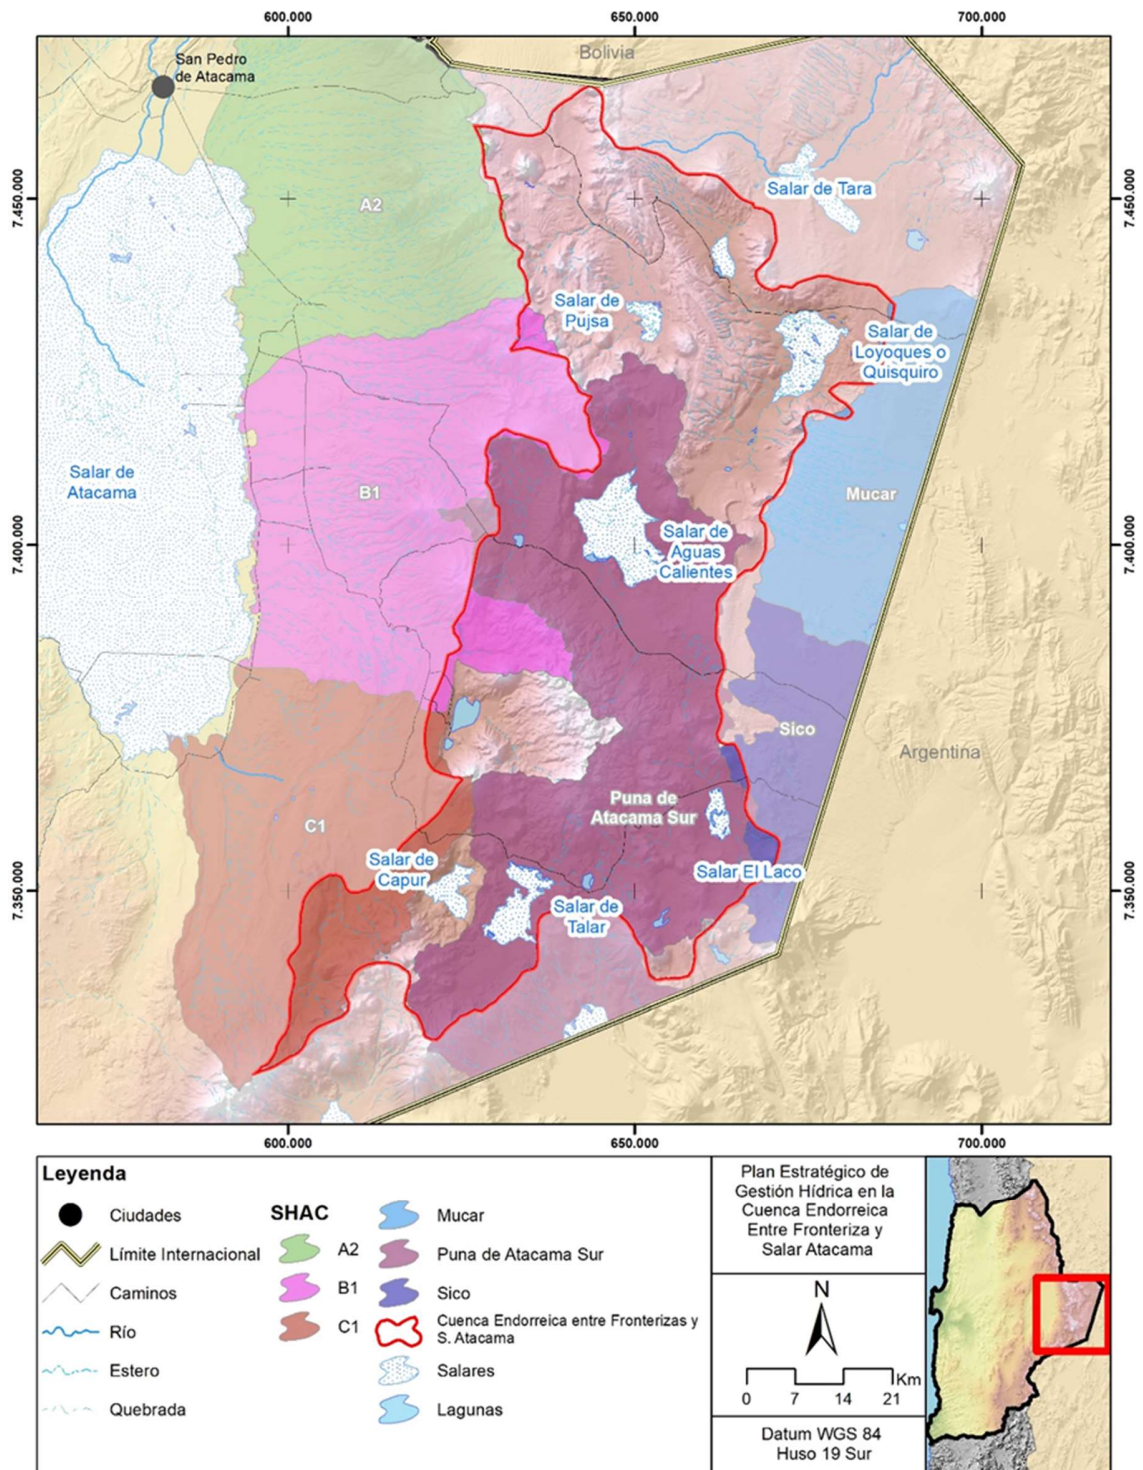 600.000
650.000
700.000
Bolivia
San Pedro
de Atacama
7.450.000
7.450.000
A2
Salar de Tara
Salar de
Pujsa
Salar de
Loyoques o
Quisquiro
Salar de
Atacama
B1
Mucar
7.400.000
7.400.000
Salar de
Aguas
Calientes
Sico
Argentina
Puna de
Atacama Sur
C1
Salar de
Capur
Salar El Laco
7.350.000
7.350.000
Salar de
Talar
600.000
650.000
700.000
Leyenda
Ciudades
Límite Internacional
Caminos
Río
Estero
Quebrada
SHAC
A2
B1
C1
Mucar
Puna de Atacama Sur
Sico
Cuenca Endorreica entre Fronterizas y
S. Atacama
Salares
Lagunas
Plan Estratégico de
Gestión Hídrica en la
Cuenca Endorreica
Entre Fronteriza y
Salar Atacama
N
Km
0 7 14 21
Datum WGS 84
Huso 19 Sur